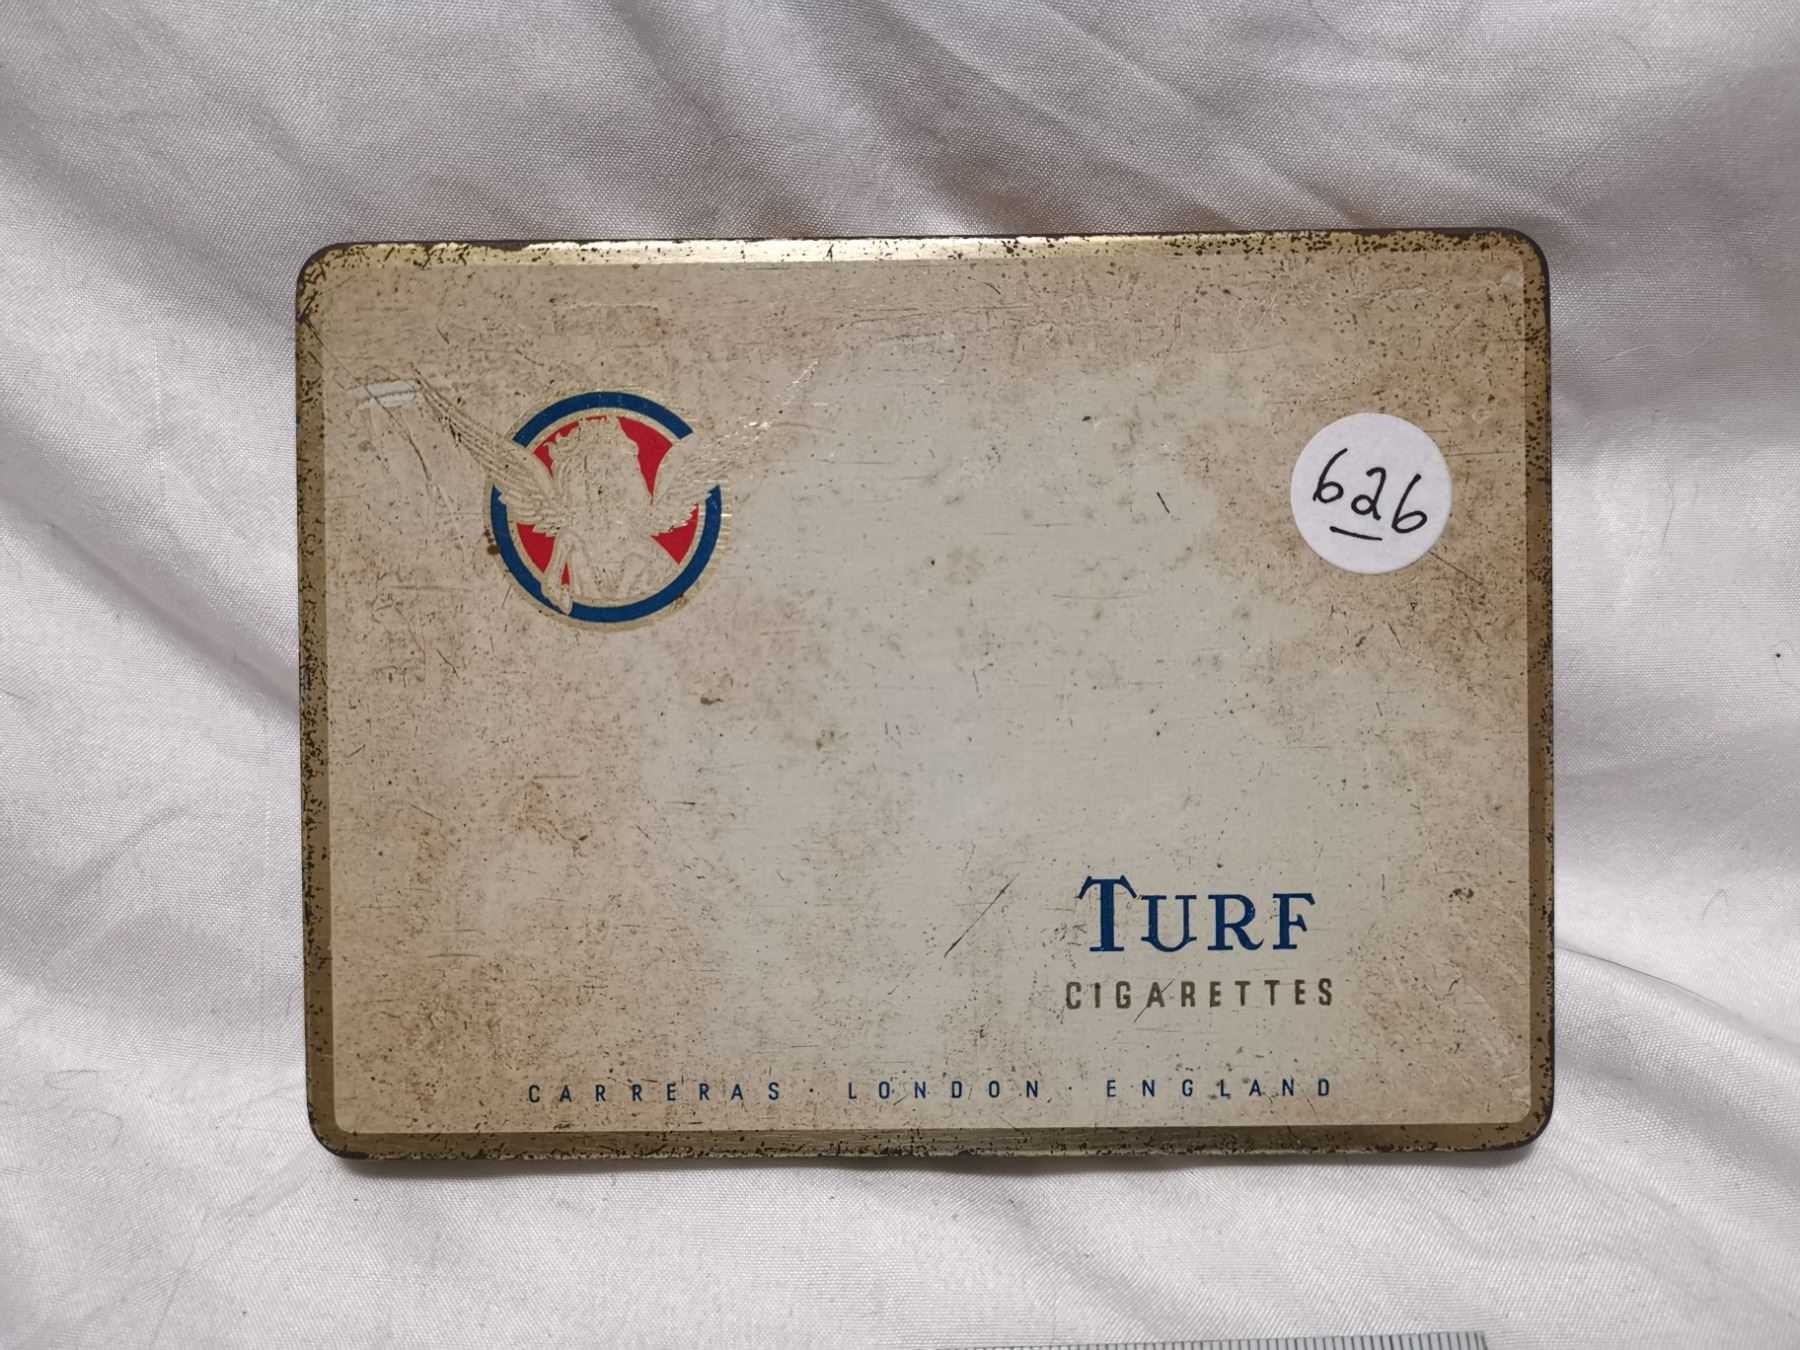 626
TURF
CIGARETTES
CARRERAS · LONDON · ENGLAND